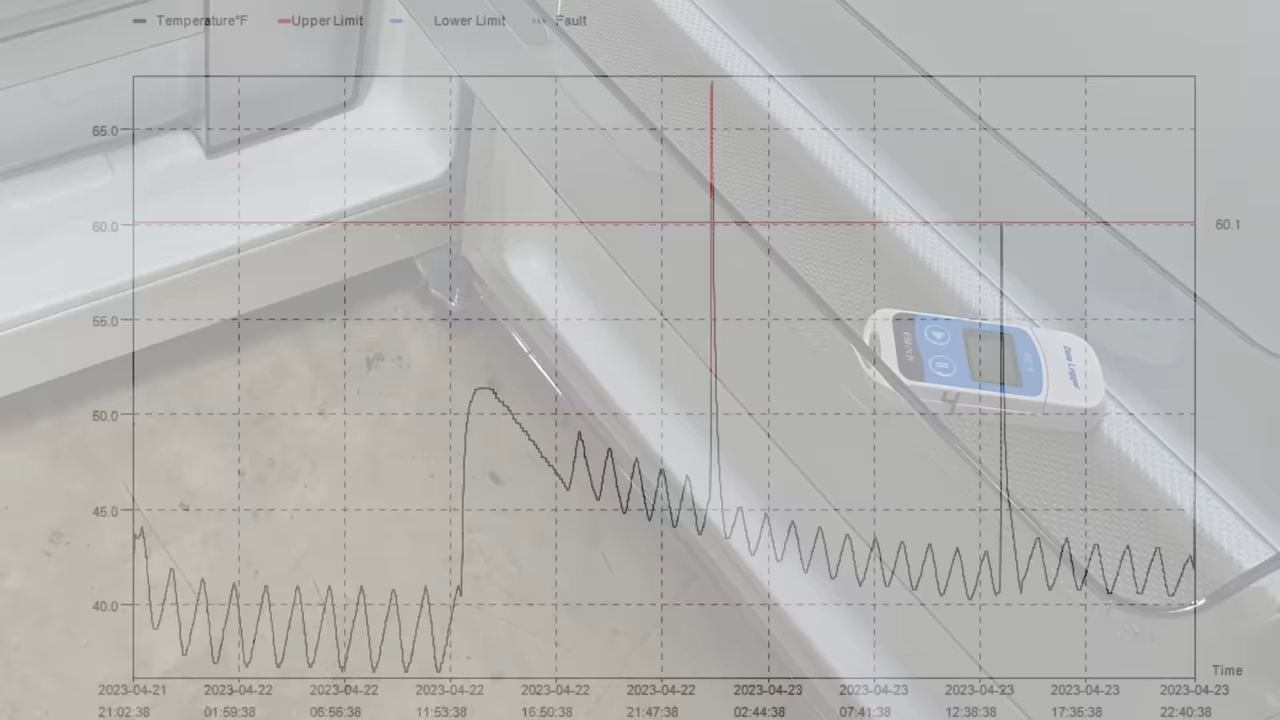 Temperature°F Upper Limit Lower Limit Fault
65.0
60.0 60.1
55.0
50.0
45.0
40.0
Data Logger
Elitech
Time
2023-04-21 2023-04-22 2023-04-22 2023-04-22 2023-04-22 2023-04-22 2023-04-23 2023-04-23 2023-04-23 2023-04-23 2023-04-23
21:02:38 01:59:38 06:56:38 11:53:38 16:50:38 21:47:38 02:44:38 07:41:38 12:38:38 17:35:38 22:40:38